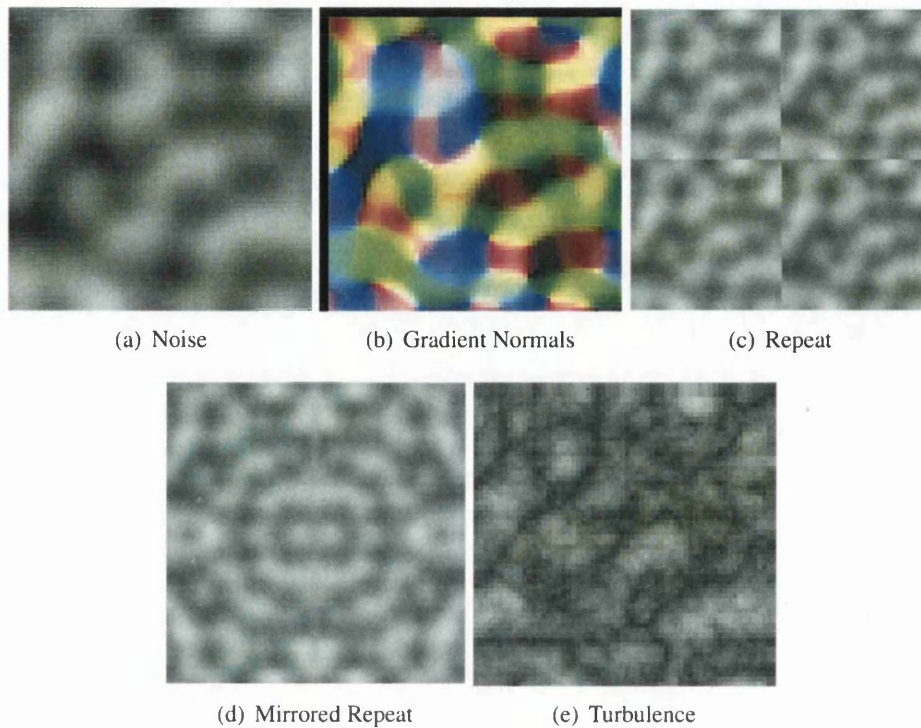 (a) Noise
(b) Gradient Normals
(c) Repeat
(d) Mirrored Repeat
(e) Turbulence